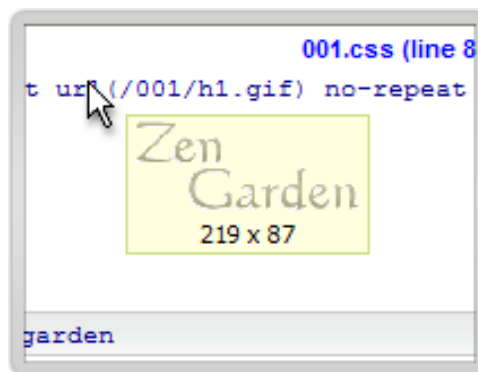 001.css (line 8
t url(/001/h1.gif) no-repeat
Zen
Garden
219 x 87
garden